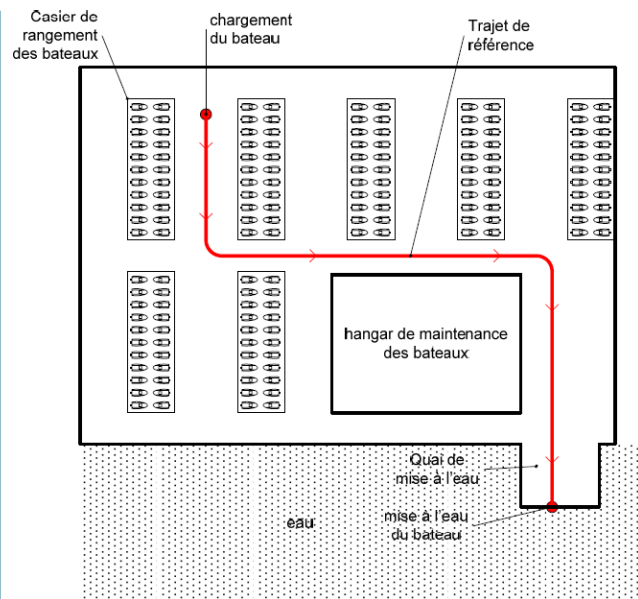 Casier de
rangement
des bateaux
chargement
du bateau
Trajet de
référence
hangar de maintenance
des bateaux
Quai de
mise à l'eau
eau
mise à l'eau
du bateau